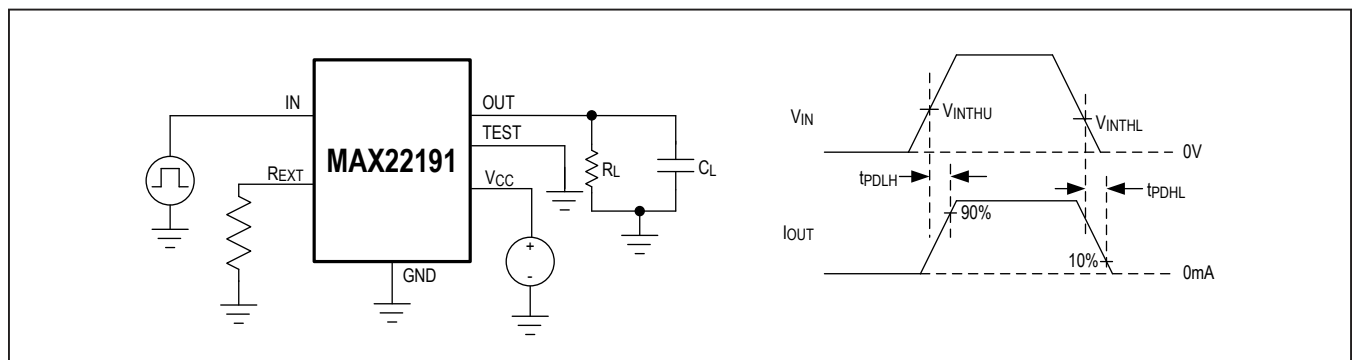 IN
OUT
TEST
MAX22191
REXT
VCC
RL
CL
GND
+
-
VIN
VINTHU
VINTHL
0V
tPDLH
tPDHL
90%
IOUT
10%
0mA